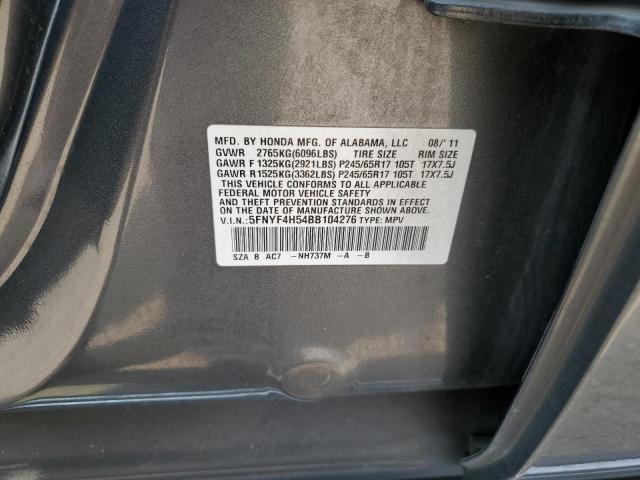 MFD. BY HONDA MFG. OF ALABAMA, LLC 08/'11
GVWR 2765KG(6096LBS) TIRE SIZE RIM SIZE
GAWR F 1325KG(2921LBS) P245/65R17 105T 17X7.5J
GAWR R 1525KG(3362LBS) P245/65R17 105T 17X7.5J
THIS VEHICLE CONFORMS TO ALL APPLICABLE
FEDERAL MOTOR VEHICLE SAFETY
AND THEFT PREVENTION STANDARDS IN EFFECT
ON THE DATE OF MANUFACTURE SHOWN ABOVE.
V.I.N.: 5FNYF4H54BB104276 TYPE: MPV
SZA B AC7 -NH737M -A -B